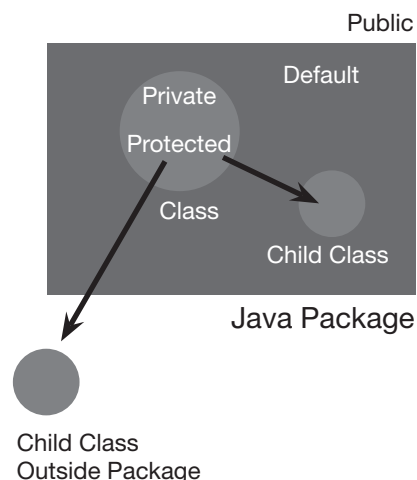 Public
Default
Private
Protected
Class
Child Class
Java Package
Child Class
Outside Package